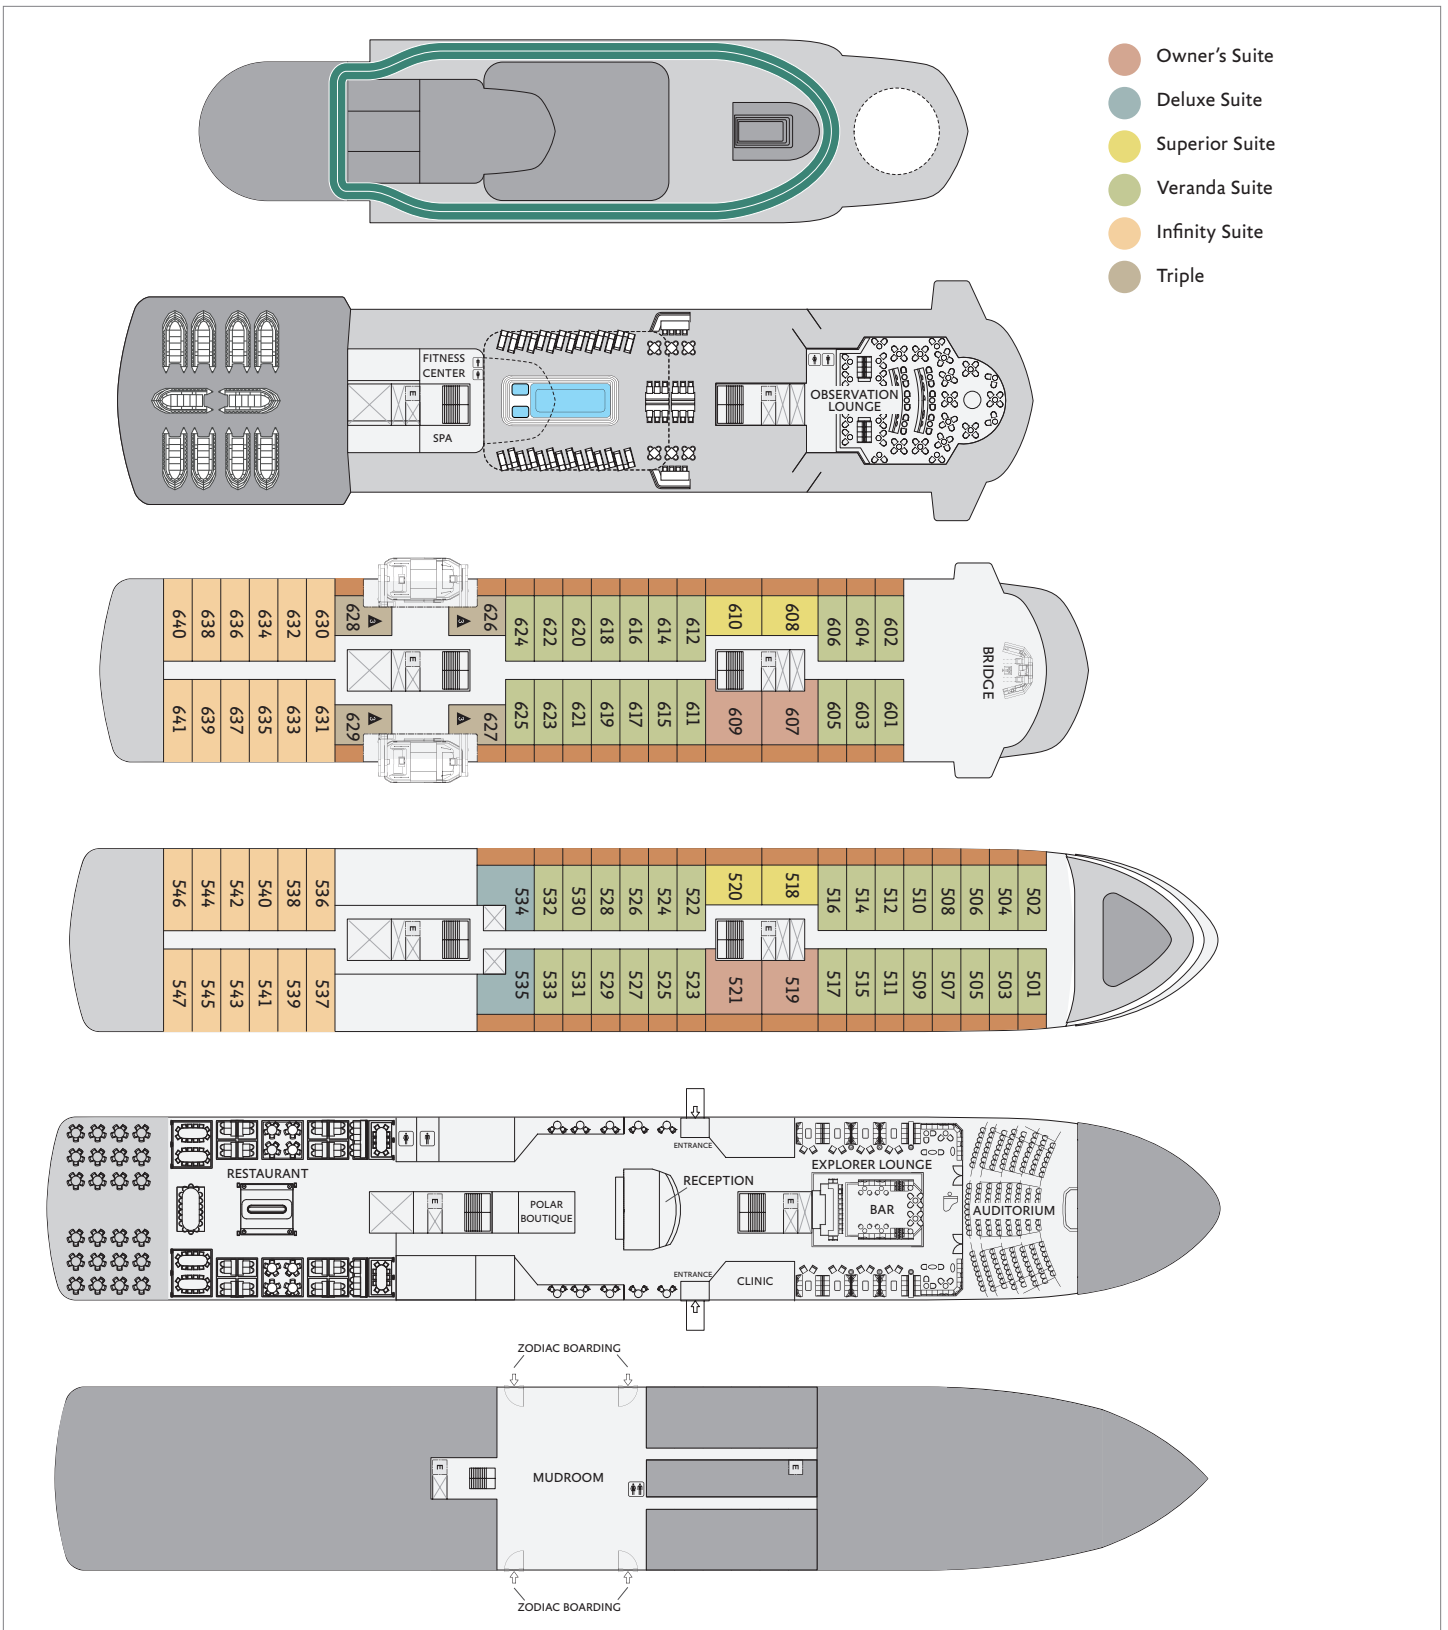 Owner's Suite
Deluxe Suite
Superior Suite
Veranda Suite
Infinity Suite
Triple
FITNESS
CENTER
E
SPA
E
OBSERVATION
LOUNGE
640 638 636 634 632 630 628 3 3 626 624 622 620 618 616 614 612 610 608 606 604 602
E E
BRIDGE
641 639 637 635 633 631 629 3 3 627 625 623 621 619 617 615 611 609 607 605 603 601
546 544 542 540 538 536 534 532 530 528 526 524 522 520 518 516 514 512 510 508 506 504 502
E E
547 545 543 541 539 537 535 533 531 529 527 525 523 521 519 517 515 511 509 507 505 503 501
ENTRANCE
RESTAURANT
EXPLORER LOUNGE
RECEPTION
E
POLAR
BOUTIQUE
E
BAR
AUDITORIUM
ENTRANCE
CLINIC
ZODIAC BOARDING
E
MUDROOM
E
ZODIAC BOARDING